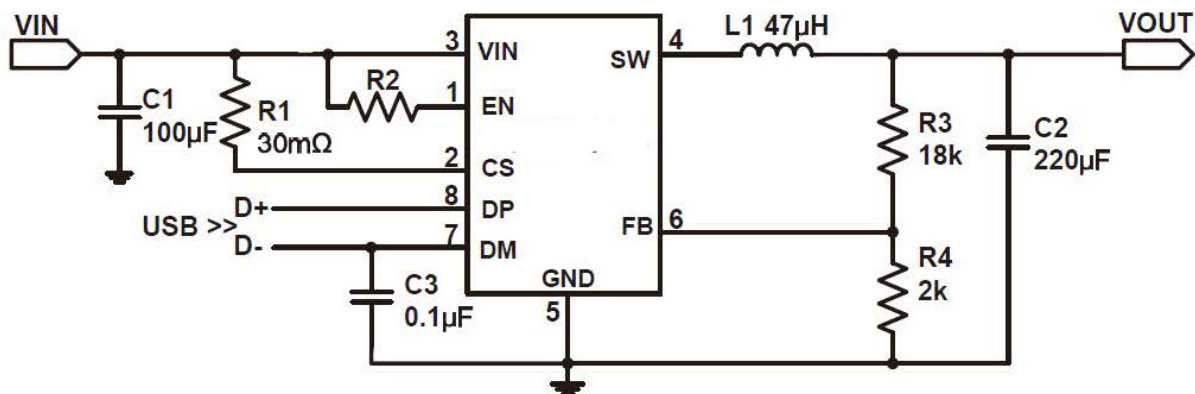 VIN
VOUT
L1 47µH
3
VIN
SW
4
R2
1
EN
C1
100µF
R1
30mΩ
2
CS
R3
18k
C2
220µF
USB >>
D+
8
DP
D-
7
DM
FB
6
C3
0.1µF
GND
5
R4
2k